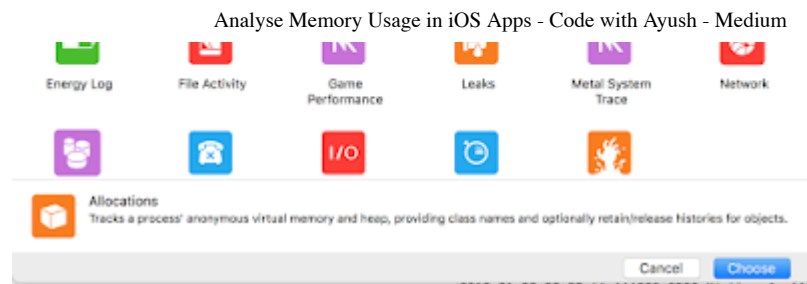 Analyse Memory Usage in iOS Apps - Code with Ayush - Medium
Energy Log
File Activity
Game
Performance
Leaks
Metal System
Trace
Network
I/O
Allocations
Tracks a process' anonymous virtual memory and heap, providing class names and optionally retain/release histories for objects.
Cancel
Choose